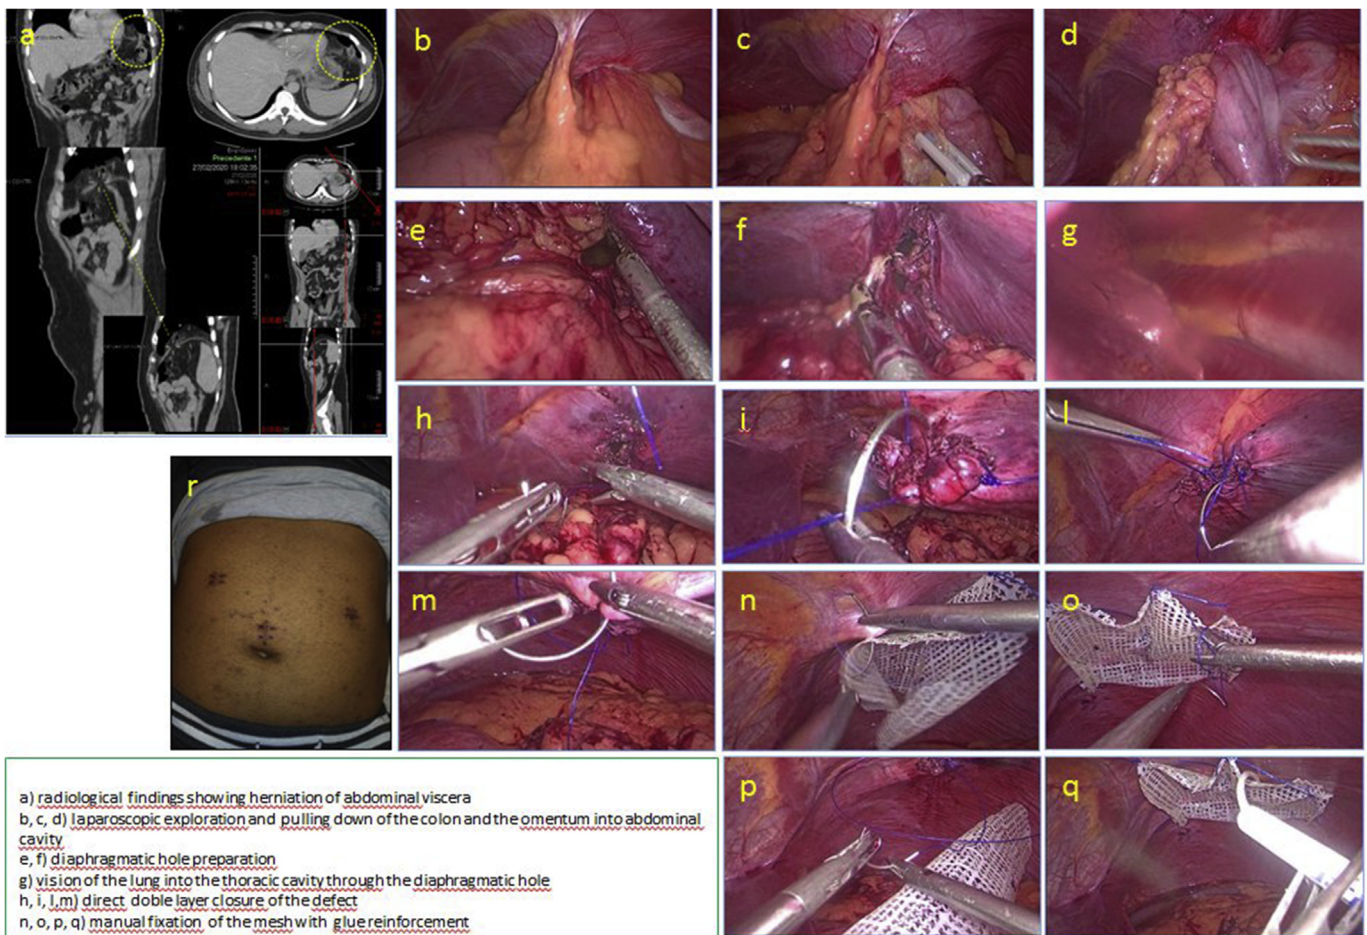 a
b
c
d
Precedente 1
e
f
g
h
i
l
r
m
n
o
p
q
a) radiological findings showing herniation of abdominal viscera
b, c, d) laparoscopic exploration and pulling down of the colon and the omentum into abdominal
cavity
e, f) diaphragmatic hole preparation
g) vision of the lung into the thoracic cavity through the diaphragmatic hole
h, i, l,m) direct doble layer closure of the defect
n, o, p, q) manual fixation of the mesh with glue reinforcement